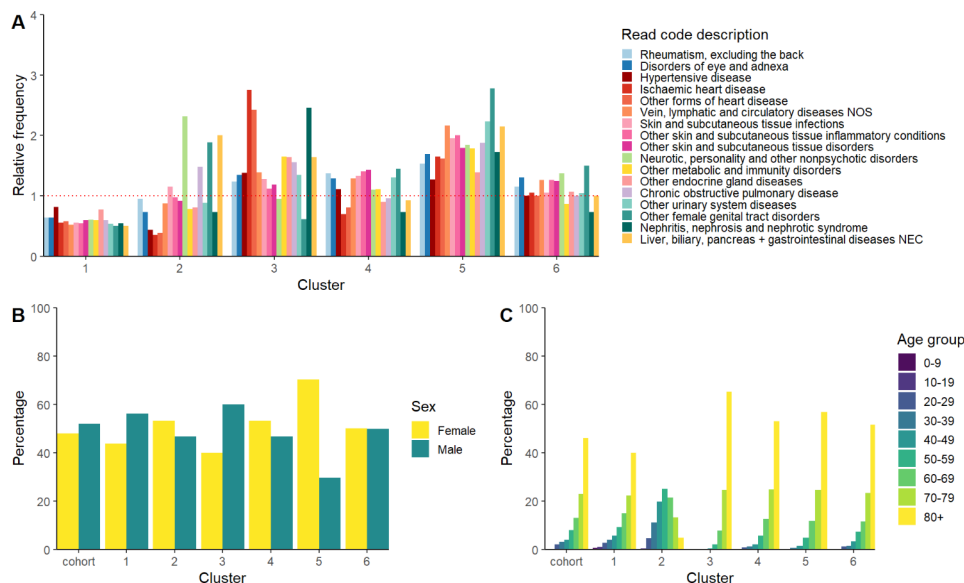 A
Relative frequency
4
3
2
1
0
1 2 3 4 5 6
Cluster
Read code description
Rheumatism, excluding the back
Disorders of eye and adnexa
Hypertensive disease
Ischaemic heart disease
Other forms of heart disease
Vein, lymphatic and circulatory diseases NOS
Skin and subcutaneous tissue infections
Other skin and subcutaneous tissue inflammatory conditions
Other skin and subcutaneous tissue disorders
Neurotic, personality and other nonpsychotic disorders
Other metabolic and immunity disorders
Other endocrine gland diseases
Chronic obstructive pulmonary disease
Other urinary system diseases
Other female genital tract disorders
Nephritis, nephrosis and nephrotic syndrome
Liver, biliary, pancreas + gastrointestinal diseases NEC
B
Percentage
100
80
60
40
20
0
cohort 1 2 3 4 5 6
Cluster
Sex
Female
Male
C
Percentage
100
80
60
40
20
0
cohort 1 2 3 4 5 6
Cluster
Age group
0-9
10-19
20-29
30-39
40-49
50-59
60-69
70-79
80+